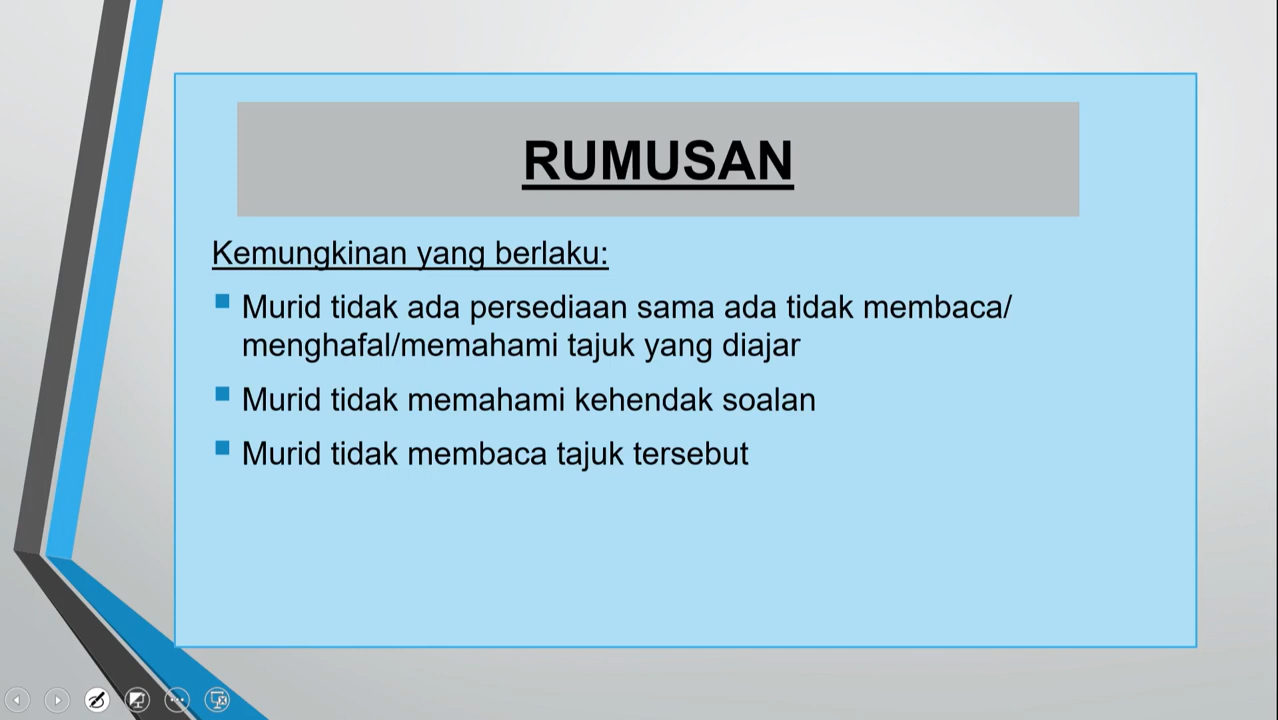 RUMUSAN
Kemungkinan yang berlaku:
Murid tidak ada persediaan sama ada tidak membaca/
menghafal/memahami tajuk yang diajar
Murid tidak memahami kehendak soalan
Murid tidak membaca tajuk tersebut